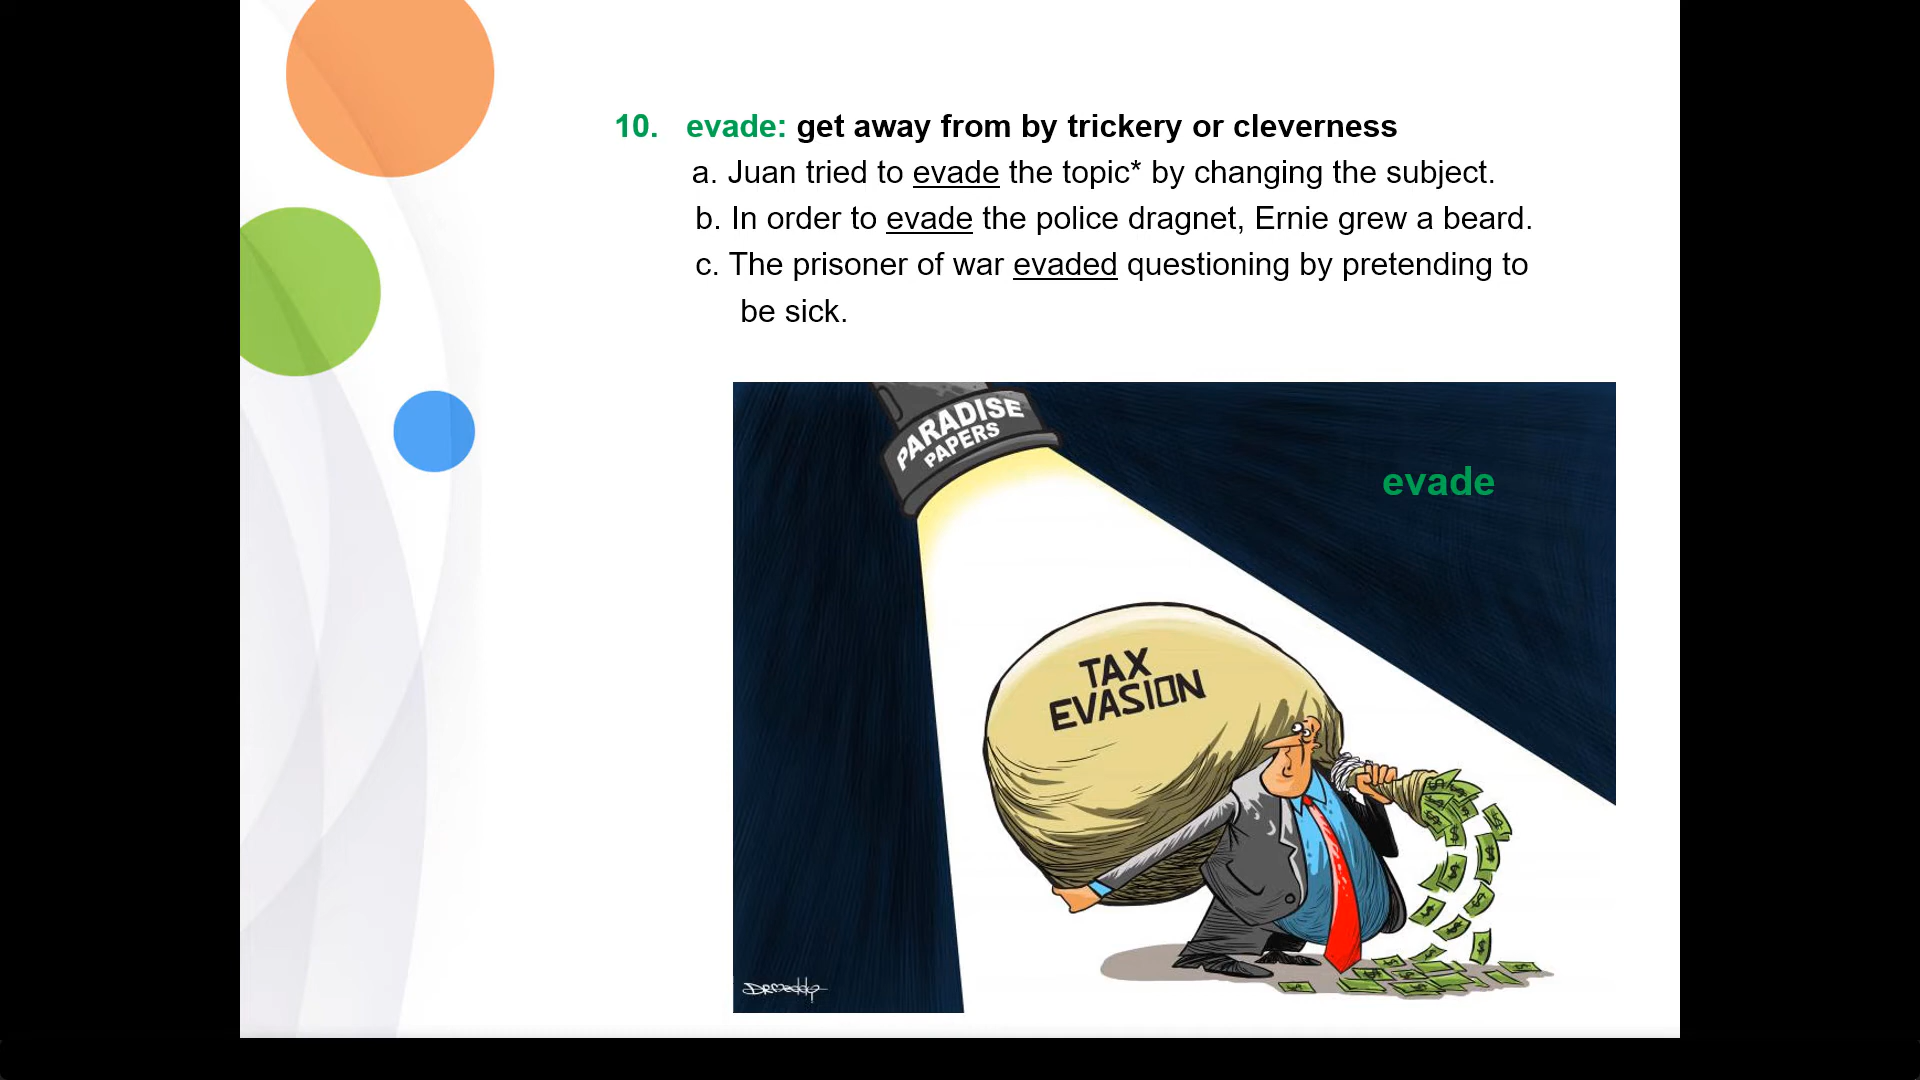 10. evade: get away from by trickery or cleverness
a. Juan tried to evade the topic* by changing the subject.
b. In order to evade the police dragnet, Ernie grew a beard.
c. The prisoner of war evaded questioning by pretending to
be sick.
PARADISE
PAPERS
evade
TAX
EVASION